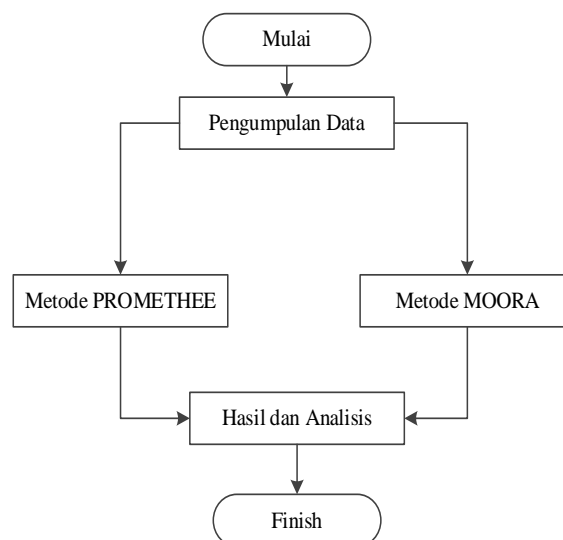 Mulai
Pengumpulan Data
Metode PROMETHEE
Metode MOORA
Hasil dan Analisis
Finish